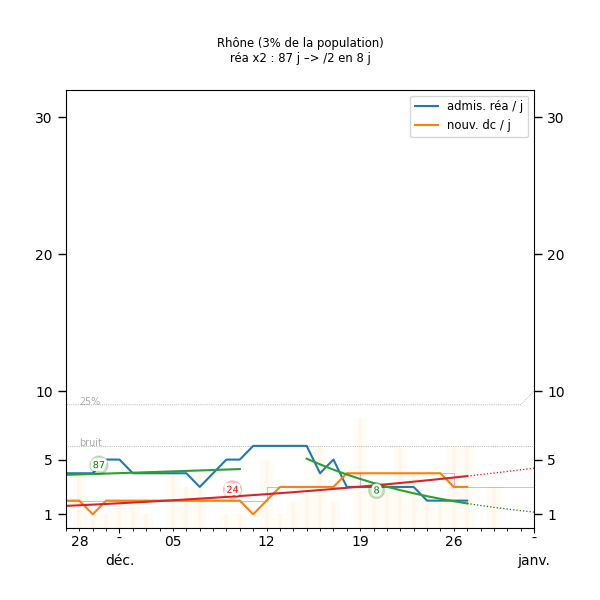 Rhône (3% de la population)
réa x2 : 87 j –> /2 en 8 j
admis. réa / j
nouv. dc / j
30 30
20 20
10 10
25%
bruit
5 5
87
24
8
1 1
28 - 05 12 19 26 -
déc. janv.